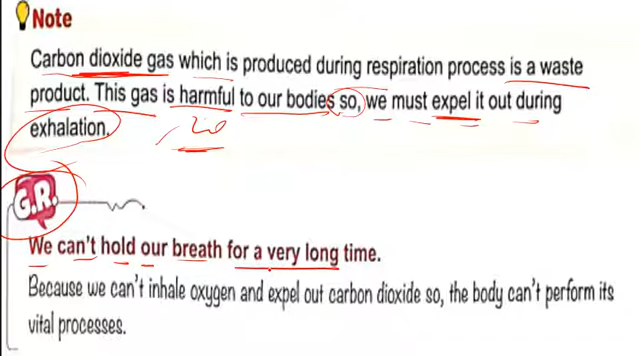 Note
Carbon dioxide gas which is produced during respiration process is a waste
product. This gas is harmful to our bodies so, we must expel it out during
exhalation.
G.R.
We can't hold our breath for a very long time.
Because we can't inhale oxygen and expel out carbon dioxide so, the body can't perform its
vital processes.